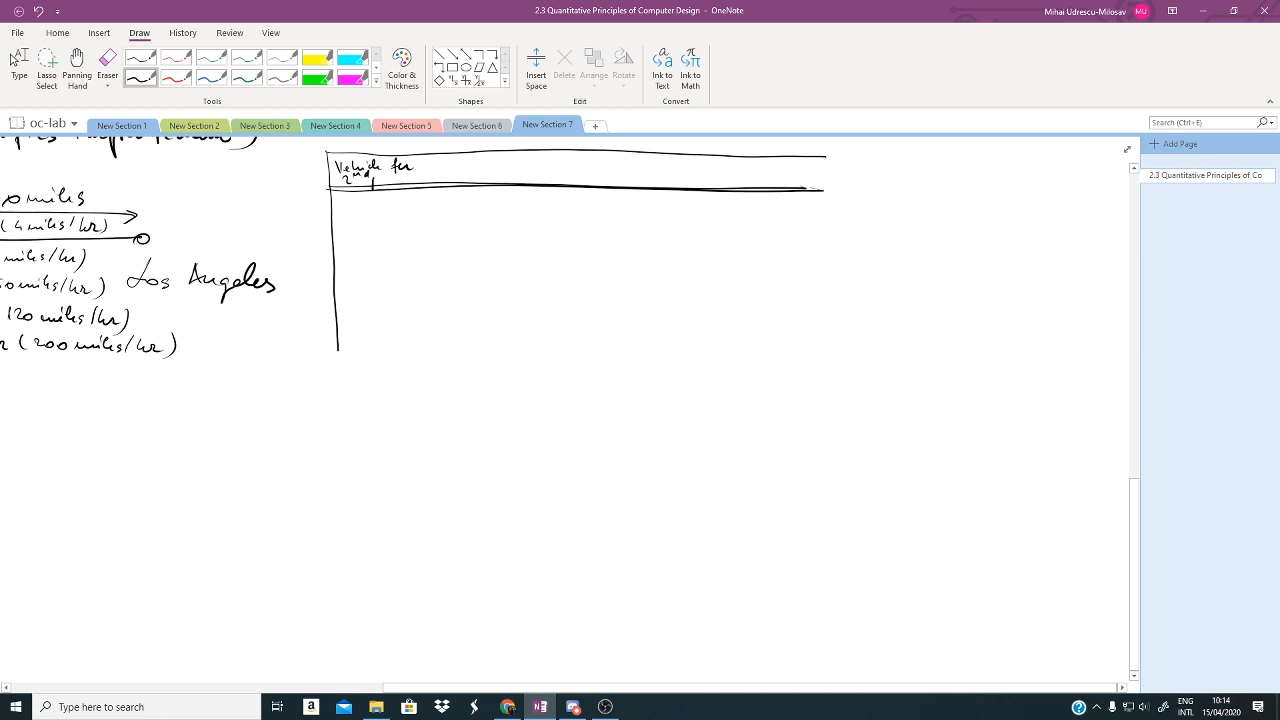 2.3 Quantitative Principles of Computer Design – OneNote
Mihai Udrescu-Milosav
MU
File
Home
Insert
Draw
History
Review
View
Type
Lasso Select
Panning Hand
Eraser
Color & Thickness
Insert Space
Delete
Arrange
Rotate
Ink to Text
Ink to Math
Tools
Shapes
Edit
Convert
oc-lab
New Section 1
New Section 2
New Section 3
New Section 4
New Section 5
New Section 6
New Section 7
Search (Ctrl+E)
Add Page
2.3 Quantitative Principles of Co
Vehicle for
2nd
0 miles
(4 miles/hr)
miles/hr)
0 miles/hr)
Los Angeles
120 miles/hr)
(200 miles/hr)
Type here to search
ENG
INTL
10:14
15/04/2020